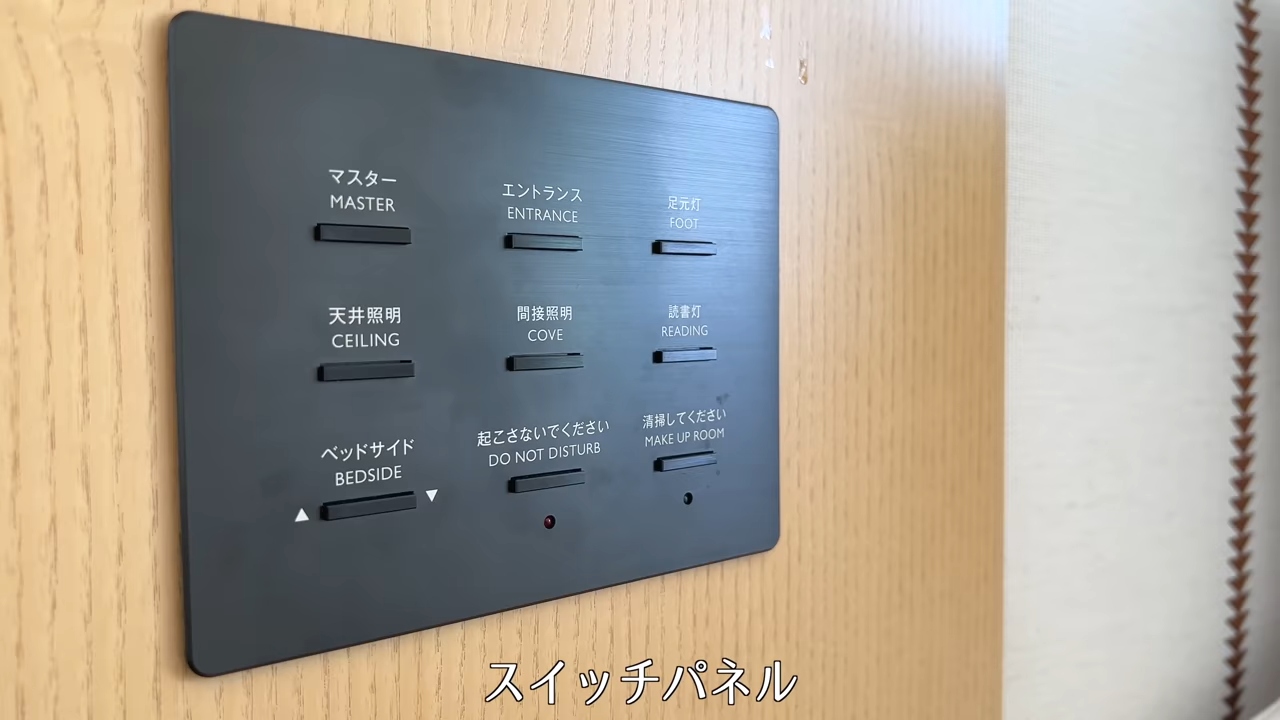 マスター
MASTER
エントランス
ENTRANCE
足元灯
FOOT
天井照明
CEILING
間接照明
COVE
読書灯
READING
ベッドサイド
BEDSIDE
▲ ▼
起こさないでください
DO NOT DISTURB
清掃してください
MAKE UP ROOM
スイッチパネル